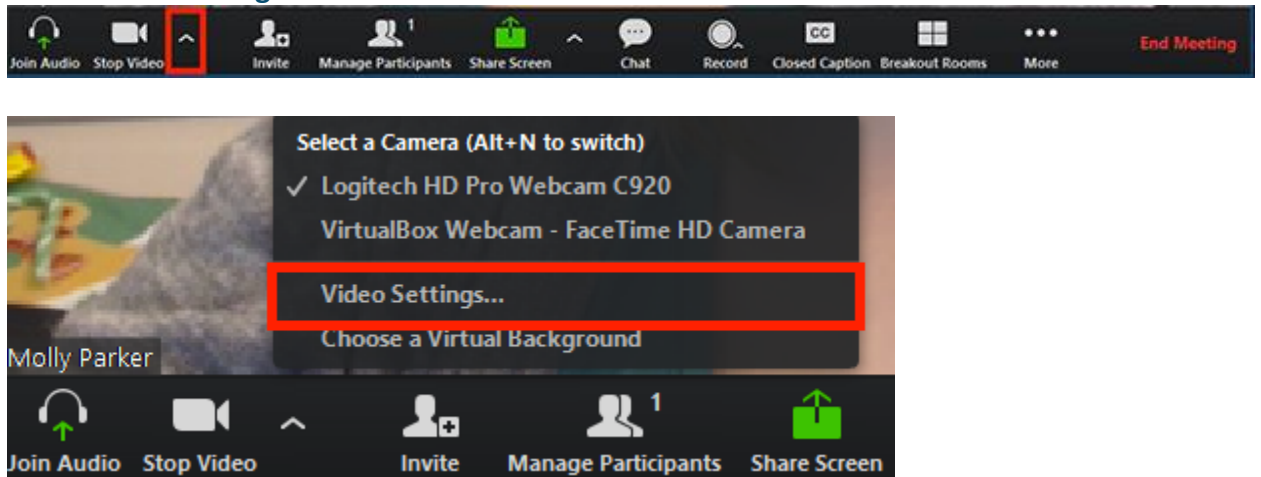 Join Audio Stop Video Invite Manage Participants 1 Share Screen Chat Record CC Closed Caption Breakout Rooms More End Meeting
Select a Camera (Alt+N to switch)
✓ Logitech HD Pro Webcam C920
VirtualBox Webcam - FaceTime HD Camera
Video Settings...
Choose a Virtual Background
Molly Parker
Join Audio Stop Video Invite Manage Participants 1 Share Screen